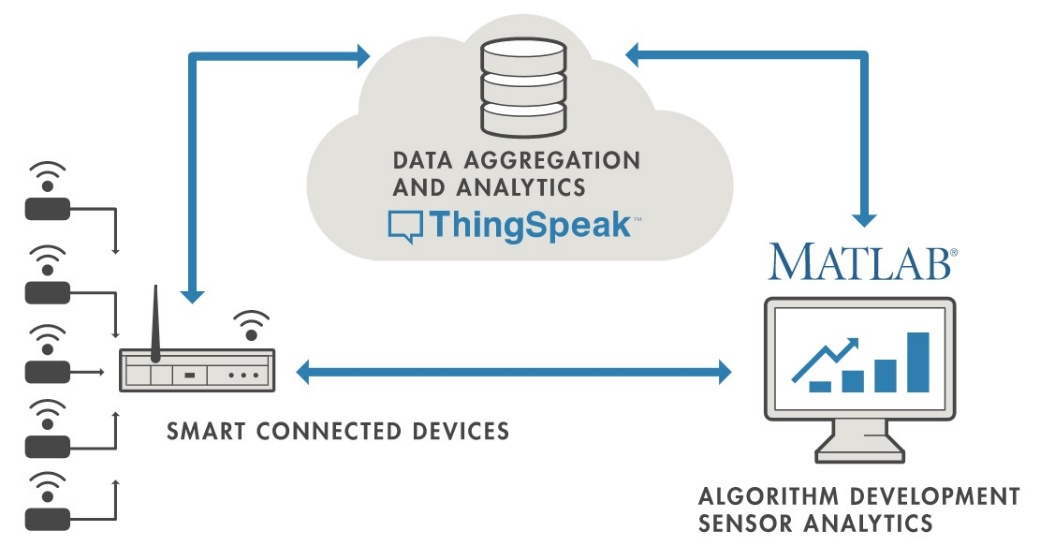 DATA AGGREGATION
AND ANALYTICS
ThingSpeak™
MATLAB®
SMART CONNECTED DEVICES
ALGORITHM DEVELOPMENT
SENSOR ANALYTICS